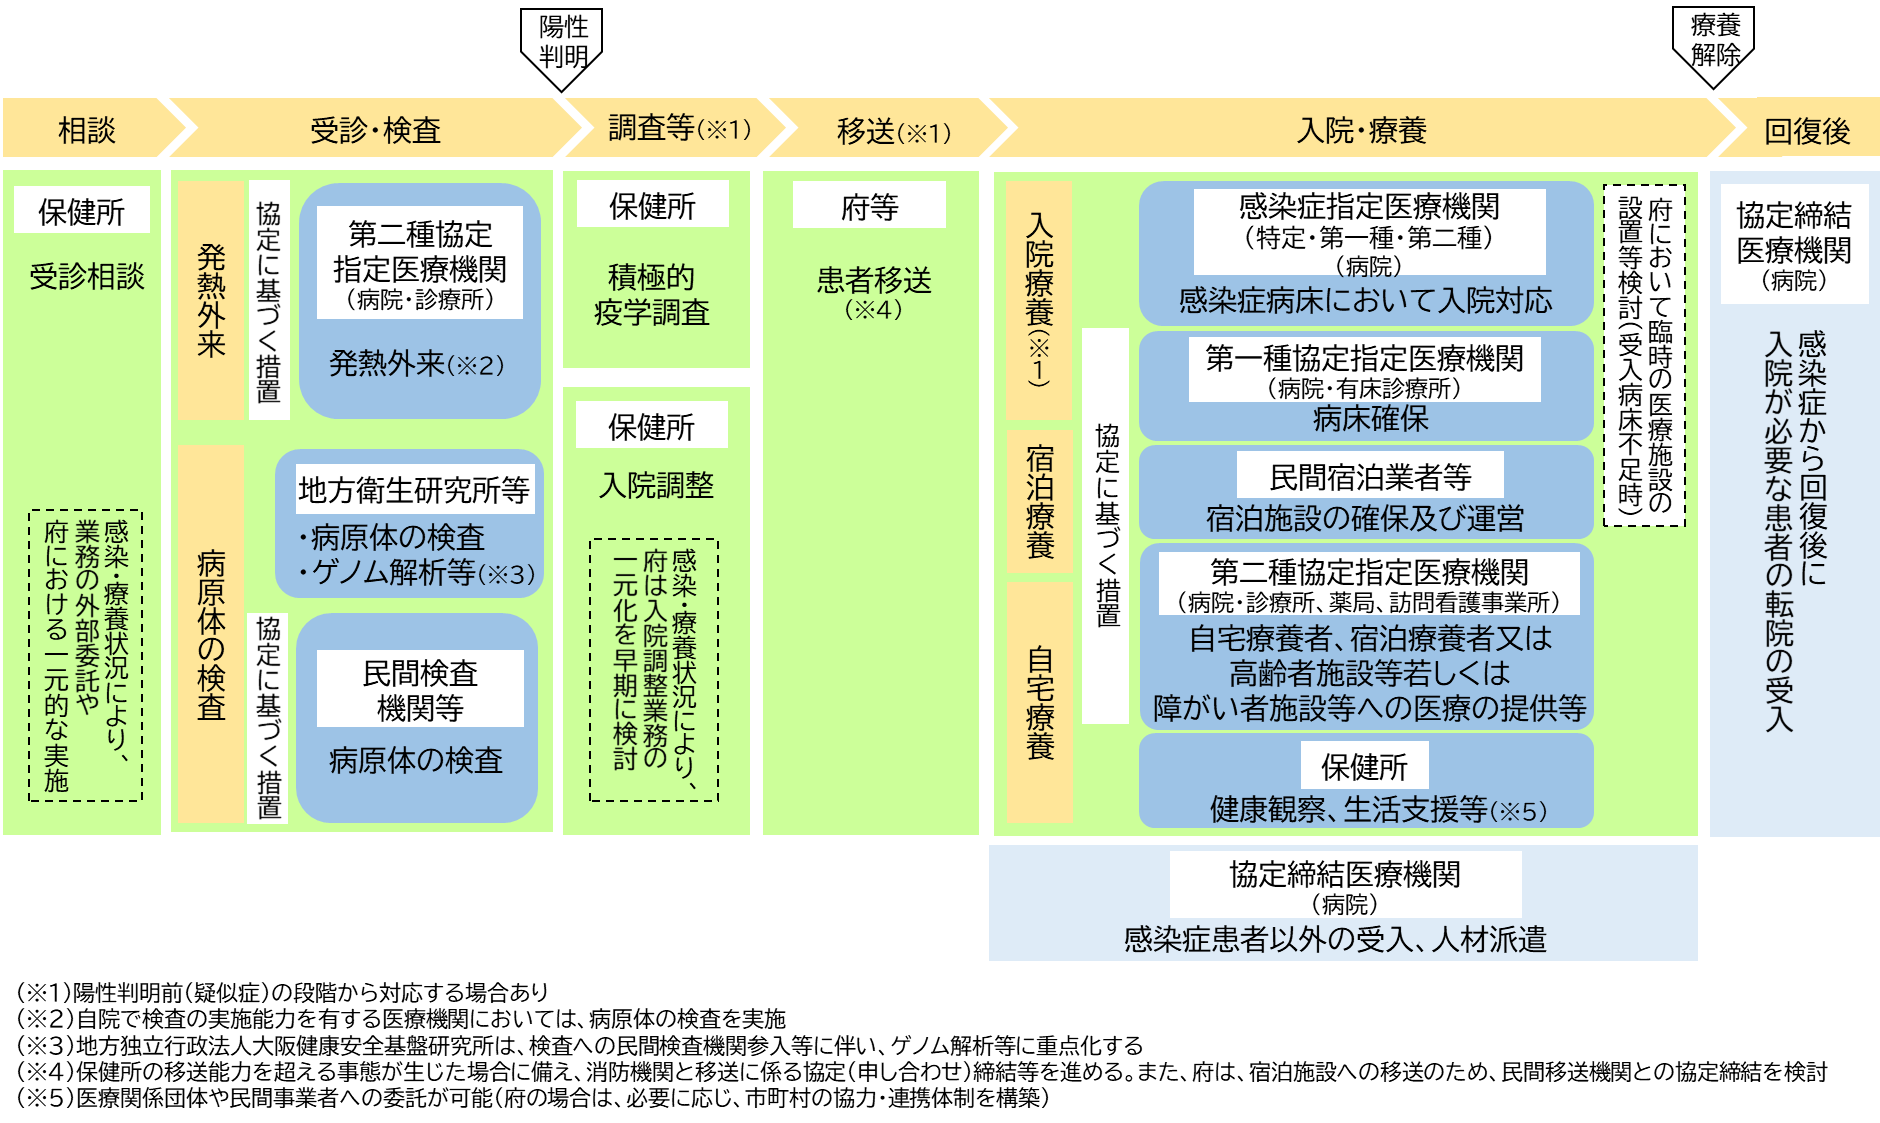 陽性
判明
療養
解除
相談
受診・検査
調査等(※1)
移送(※1)
入院・療養
回復後
保健所
受診相談
感染・療養状況により、
業務の外部委託や
府における一元的な実施
発熱外来
協定に基づく措置
第二種協定
指定医療機関
(病院・診療所)
発熱外来(※2)
病原体の検査
地方衛生研究所等
・病原体の検査
・ゲノム解析等(※3)
協定に基づく措置
民間検査
機関等
病原体の検査
保健所
積極的
疫学調査
保健所
入院調整
感染・療養状況により、
府は入院調整業務の
一元化を早期に検討
府等
患者移送
(※4)
入院療養(※1)
宿泊療養
自宅療養
協定に基づく措置
感染症指定医療機関
(特定・第一種・第二種)
(病院)
感染症病床において入院対応
第一種協定指定医療機関
(病院・有床診療所)
病床確保
民間宿泊業者等
宿泊施設の確保及び運営
第二種協定指定医療機関
(病院・診療所、薬局、訪問看護事業所)
自宅療養者、宿泊療養者又は
高齢者施設等若しくは
障がい者施設等への医療の提供等
保健所
健康観察、生活支援等(※5)
府において臨時の医療施設の
設置等検討(受入病床不足時)
協定締結
医療機関
(病院)
感染症から回復後に
入院が必要な患者の転院の受入
協定締結医療機関
(病院)
感染症患者以外の受入、人材派遣
(※1)陽性判明前(疑似症)の段階から対応する場合あり
(※2)自院で検査の実施能力を有する医療機関においては、病原体の検査を実施
(※3)地方独立行政法人大阪健康安全基盤研究所は、検査への民間検査機関参入等に伴い、ゲノム解析等に重点化する
(※4)保健所の移送能力を超える事態が生じた場合に備え、消防機関と移送に係る協定(申し合わせ)締結等を進める。また、府は、宿泊施設への移送のため、民間移送機関との協定締結を検討
(※5)医療関係団体や民間事業者への委託が可能(府の場合は、必要に応じ、市町村の協力・連携体制を構築)